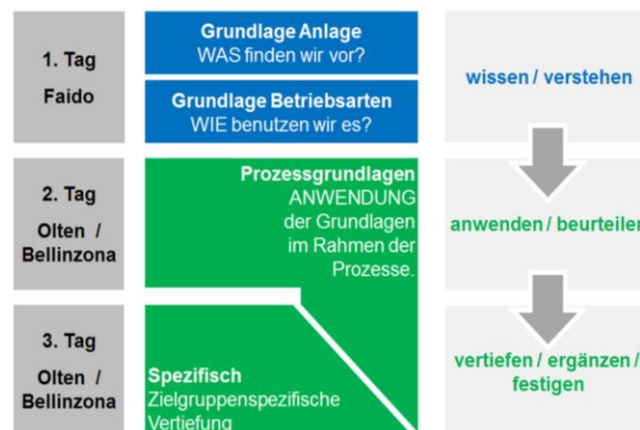 1. Tag
Faido
Grundlage Anlage
WAS finden wir vor?
Grundlage Betriebsarten
WIE benutzen wir es?
wissen / verstehen
2. Tag
Olten /
Bellinzona
Prozessgrundlagen
ANWENDUNG
der Grundlagen
im Rahmen der
Prozesse.
anwenden / beurteilen
3. Tag
Olten /
Bellinzona
Spezifisch
Zielgruppenspezifische
Vertiefung
vertiefen / ergänzen /
festigen